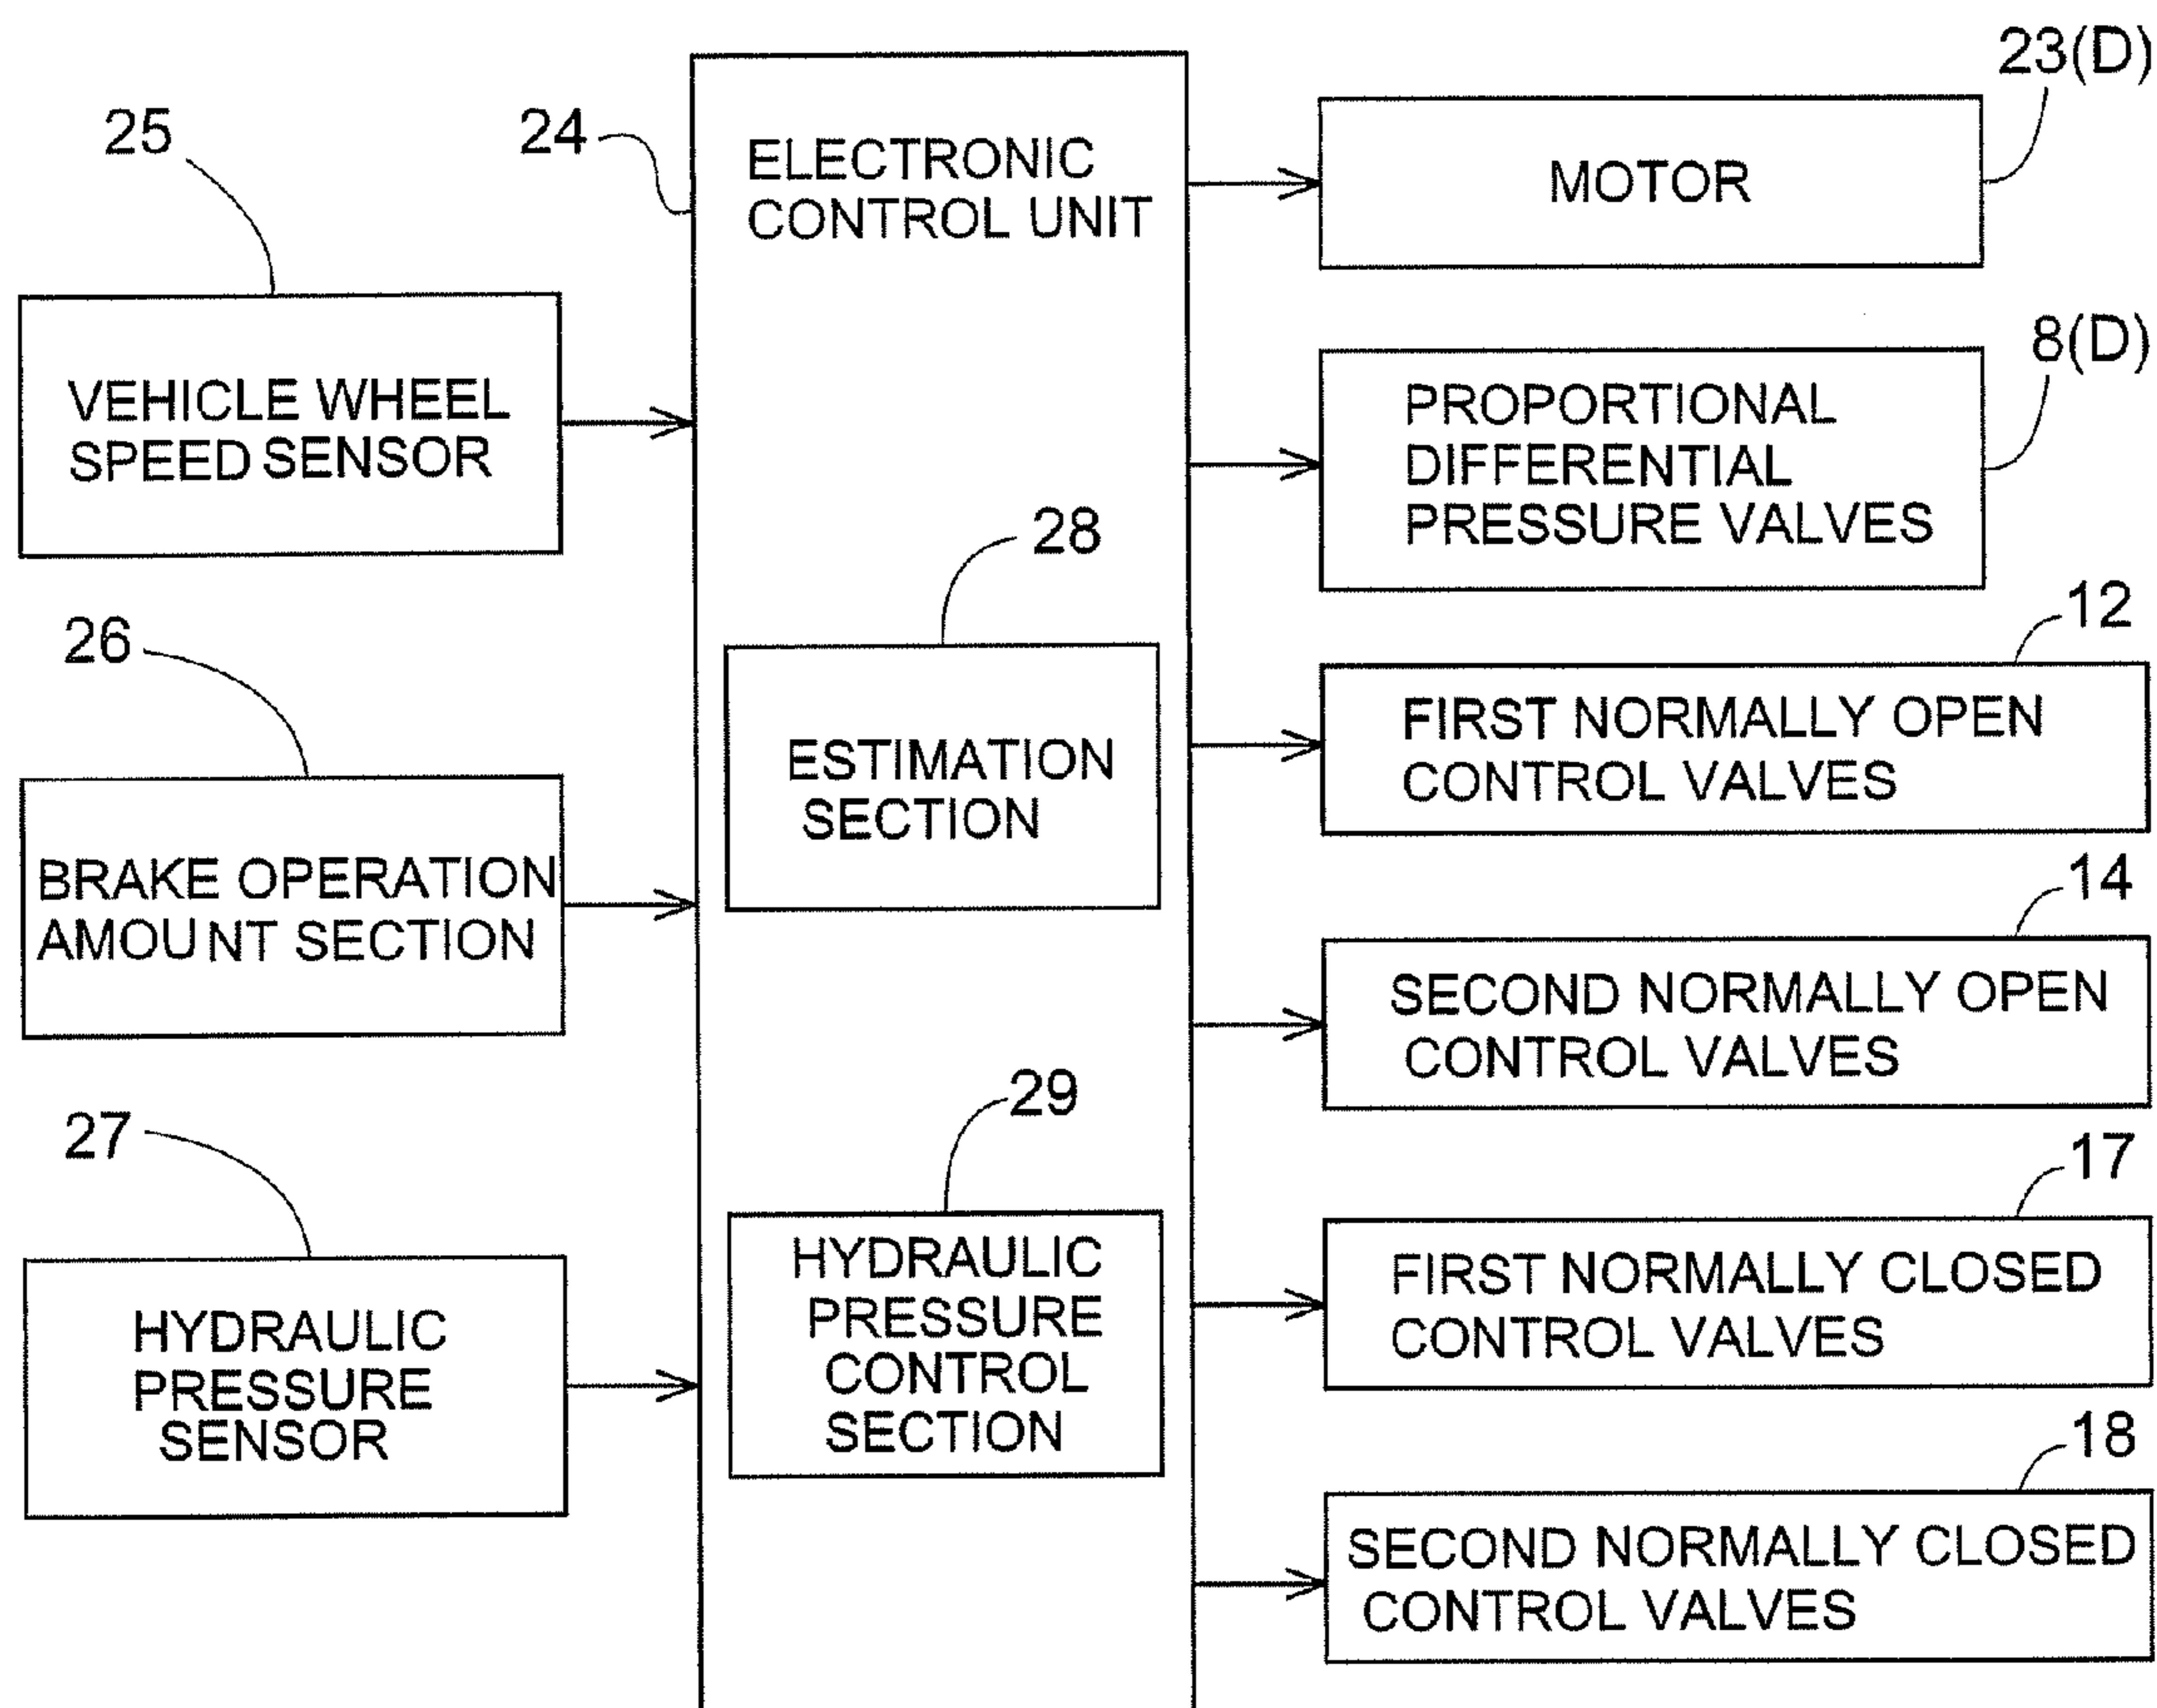 25
VEHICLE WHEEL
SPEED SENSOR
26
BRAKE OPERATION
AMOUNT SECTION
27
HYDRAULIC
PRESSURE
SENSOR
24
ELECTRONIC
CONTROL UNIT
28
ESTIMATION
SECTION
29
HYDRAULIC
PRESSURE
CONTROL
SECTION
23(D)
MOTOR
8(D)
PROPORTIONAL
DIFFERENTIAL
PRESSURE VALVES
12
FIRST NORMALLY OPEN
CONTROL VALVES
14
SECOND NORMALLY OPEN
CONTROL VALVES
17
FIRST NORMALLY CLOSED
CONTROL VALVES
18
SECOND NORMALLY CLOSED
CONTROL VALVES